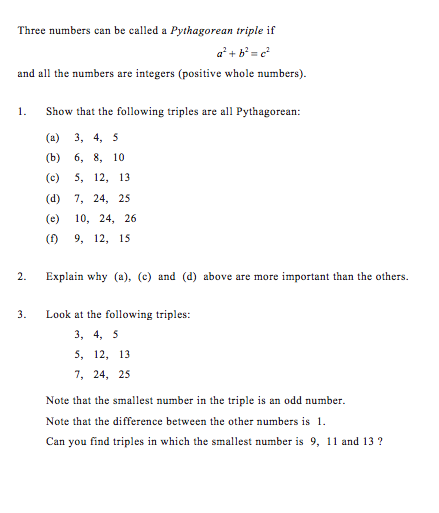 Three numbers can be called a Pythagorean triple if
a² + b² = c²
and all the numbers are integers (positive whole numbers).
1. Show that the following triples are all Pythagorean:
(a) 3, 4, 5
(b) 6, 8, 10
(c) 5, 12, 13
(d) 7, 24, 25
(e) 10, 24, 26
(f) 9, 12, 15
2. Explain why (a), (c) and (d) above are more important than the others.
3. Look at the following triples:
3, 4, 5
5, 12, 13
7, 24, 25
Note that the smallest number in the triple is an odd number.
Note that the difference between the other numbers is 1.
Can you find triples in which the smallest number is 9, 11 and 13 ?